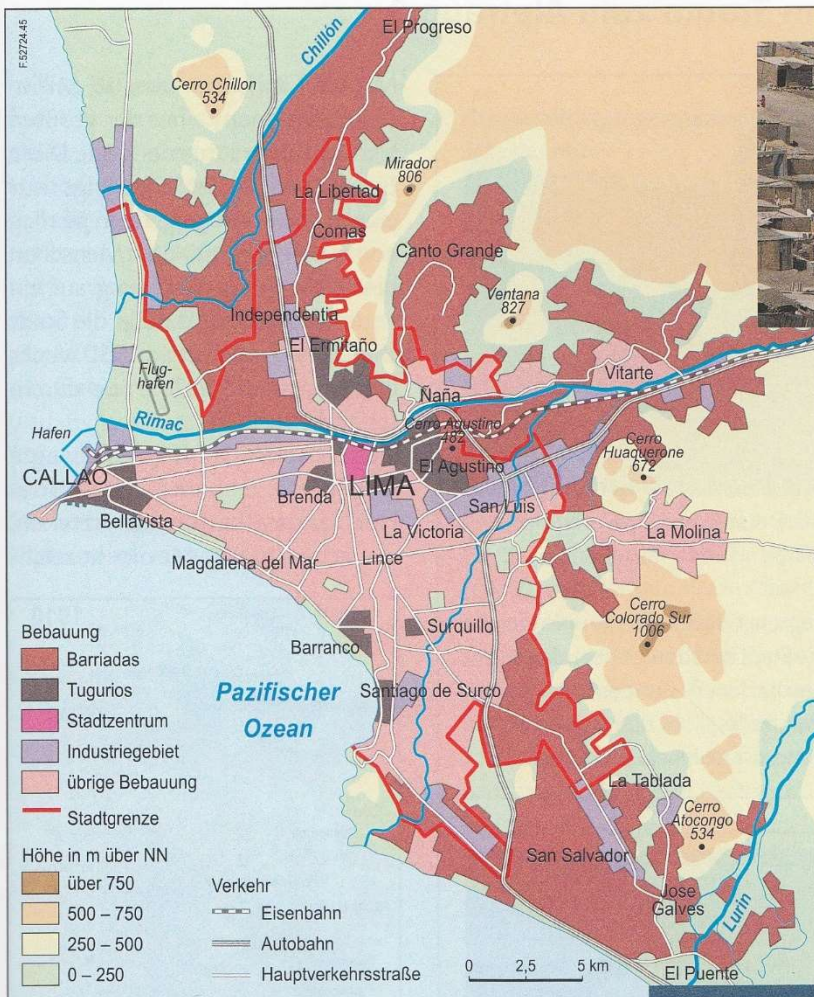 F.52724.45
El Progreso
Chillón
Cerro Chillon
534
Mirador
806
La Libertad
Comas
Canto Grande
Ventana
827
Independentia
El Ermitaño
Flug-
hafen
Vitarte
Ñaña
Rimac
Hafen
Cerro Agustino
482
Cerro
Huaquerone
672
CALLAO
LIMA
El Agustino
Brenda
San Luis
Bellavista
La Victoria
La Molina
Magdalena del Mar
Lince
Cerro
Colorado Sur
1006
Surquillo
Barranco
Santiago de Surco
Pazifischer
Ozean
La Tablada
Cerro
Atocongo
534
San Salvador
Jose
Galves
Lurin
El Puente
Bebauung
Barriadas
Tugurios
Stadtzentrum
Industriegebiet
übrige Bebauung
Stadtgrenze
Höhe in m über NN
über 750
500 – 750
250 – 500
0 – 250
Verkehr
Eisenbahn
Autobahn
Hauptverkehrsstraße
0 2,5 5 km